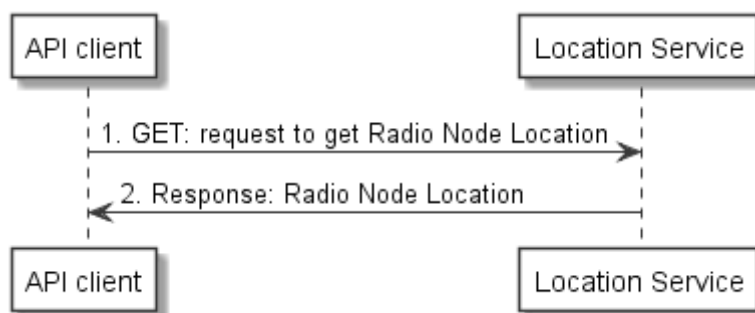 API client
Location Service
1. GET: request to get Radio Node Location
2. Response: Radio Node Location
API client
Location Service